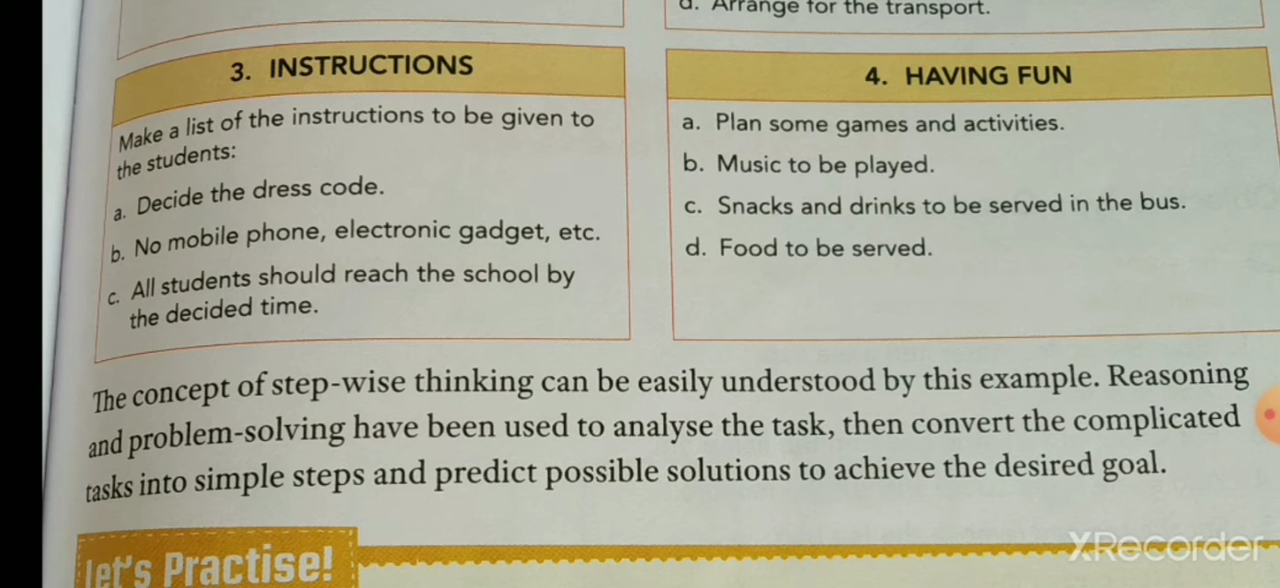 d. Arrange for the transport.
3. INSTRUCTIONS
Make a list of the instructions to be given to
the students:
a. Decide the dress code.
b. No mobile phone, electronic gadget, etc.
c. All students should reach the school by
the decided time.
4. HAVING FUN
a. Plan some games and activities.
b. Music to be played.
c. Snacks and drinks to be served in the bus.
d. Food to be served.
The concept of step-wise thinking can be easily understood by this example. Reasoning
and problem-solving have been used to analyse the task, then convert the complicated
tasks into simple steps and predict possible solutions to achieve the desired goal.
Let's Practise!
XRecorder